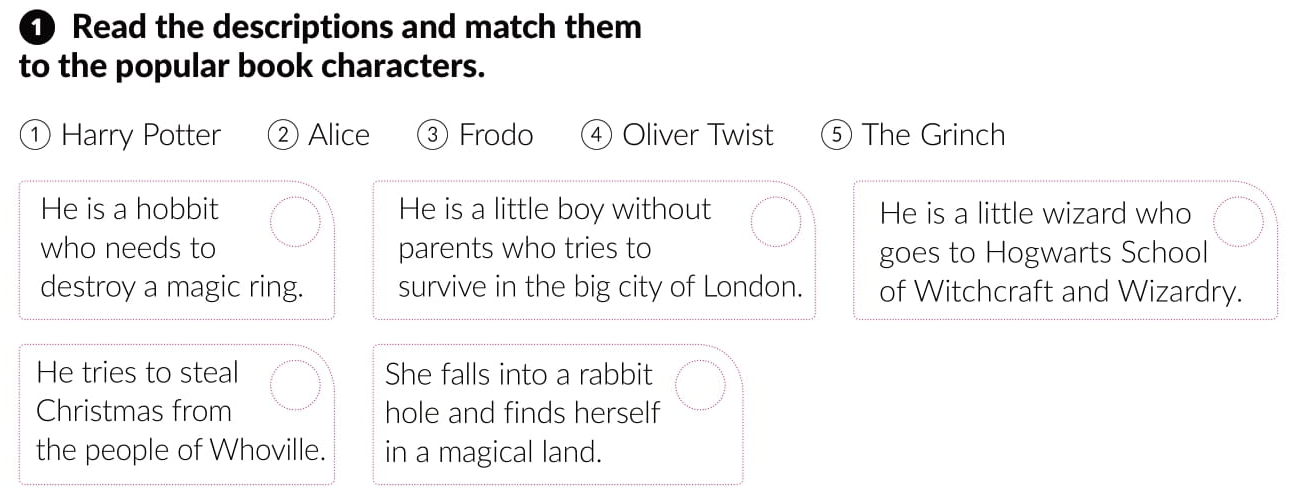 1 Read the descriptions and match them
to the popular book characters.
1 Harry Potter 2 Alice 3 Frodo 4 Oliver Twist 5 The Grinch
He is a hobbit
who needs to
destroy a magic ring.
He is a little boy without
parents who tries to
survive in the big city of London.
He is a little wizard who
goes to Hogwarts School
of Witchcraft and Wizardry.
He tries to steal
Christmas from
the people of Whoville.
She falls into a rabbit
hole and finds herself
in a magical land.